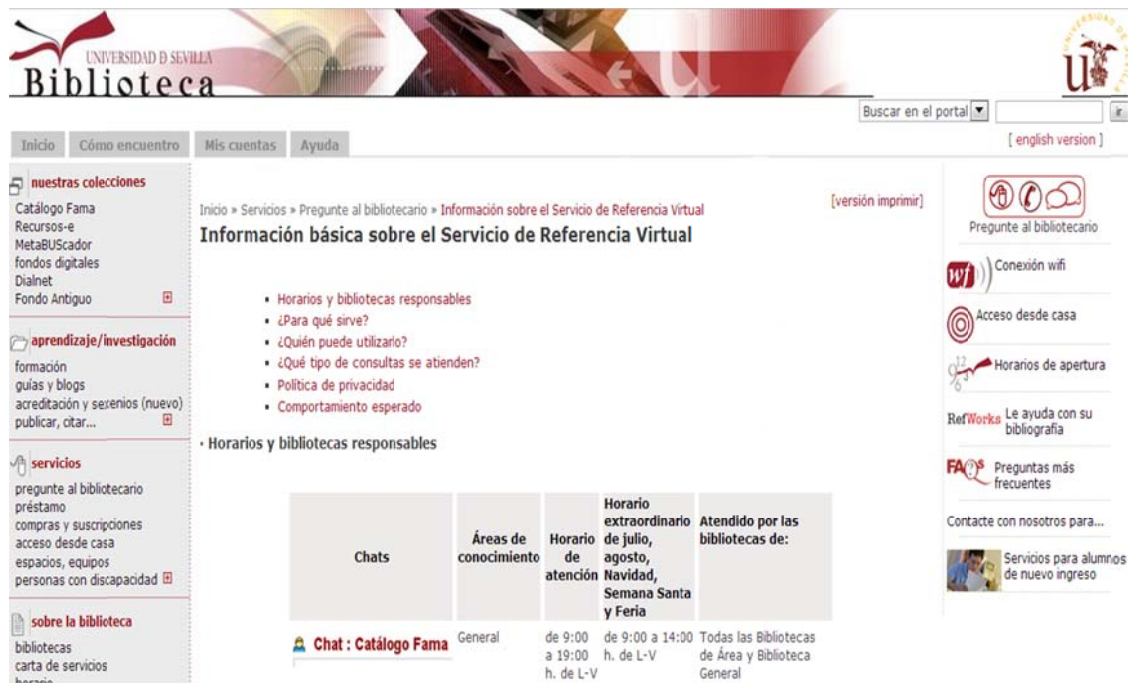 UNIVERSIDAD D SEVILLA
Biblioteca
Buscar en el portal
ir
[ english version ]
Inicio
Cómo encuentro
Mis cuentas
Ayuda
nuestras colecciones
Catálogo Fama
Recursos-e
MetaBUScador
fondos digitales
Dialnet
Fondo Antiguo
aprendizaje/investigación
formación
guías y blogs
acreditación y sexenios (nuevo)
publicar, citar...
servicios
pregunte al bibliotecario
préstamo
compras y suscripciones
acceso desde casa
espacios, equipos
personas con discapacidad
sobre la biblioteca
bibliotecas
carta de servicios
horario
Inicio » Servicios » Pregunte al bibliotecario » Información sobre el Servicio de Referencia Virtual
[versión imprimir]
Información básica sobre el Servicio de Referencia Virtual
Horarios y bibliotecas responsables
¿Para qué sirve?
¿Quién puede utilizarlo?
¿Qué tipo de consultas se atienden?
Política de privacidad
Comportamiento esperado
· Horarios y bibliotecas responsables
Chats
Áreas de
conocimiento
Horario
de
atención
Horario
extraordinario
de julio,
agosto,
Navidad,
Semana Santa
y Feria
Atendido por las
bibliotecas de:
Chat : Catálogo Fama
General
de 9:00
a 19:00
h. de L-V
de 9:00 a 14:00
h. de L-V
Todas las Bibliotecas
de Área y Biblioteca
General
Pregunte al bibliotecario
wf
Conexión wifi
Acceso desde casa
Horarios de apertura
RefWorks
Le ayuda con su
bibliografía
FAQs
Preguntas más
frecuentes
Contacte con nosotros para...
Servicios para alumnos
de nuevo ingreso